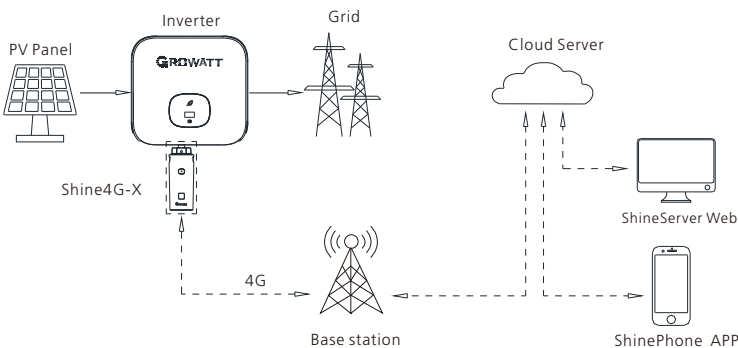 Inverter
Grid
PV Panel
Cloud Server
GROWATT
Shine4G-X
ShineServer Web
4G
Base station
ShinePhone APP